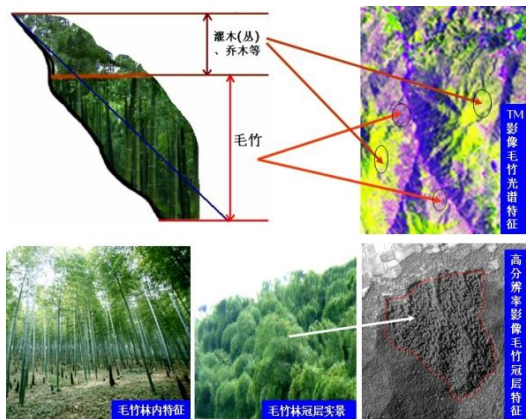 灌木(丛)
、乔木等
毛竹
TM影像毛竹光谱特征
毛竹林内特征
毛竹林冠层实景
高分辨率影像毛竹冠层特征